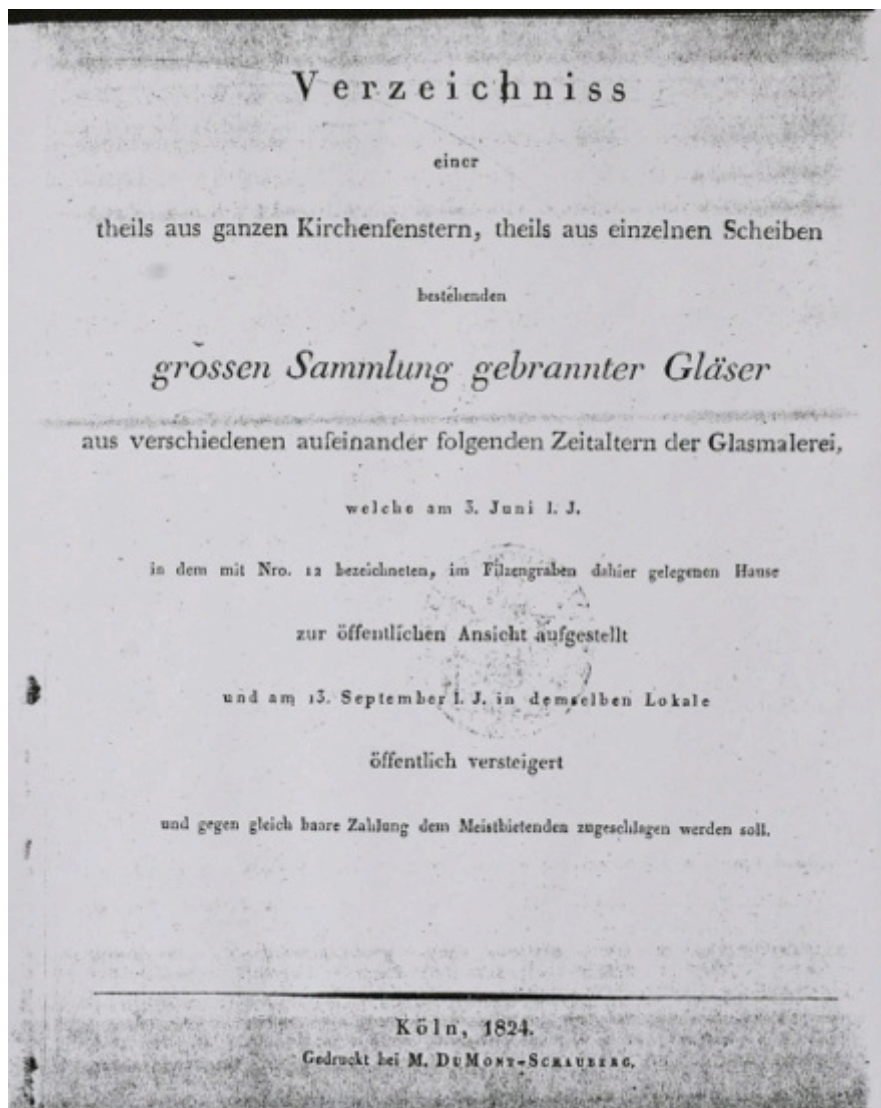 Verzeichniss
einer
theils aus ganzen Kirchenfenstern, theils aus einzelnen Scheiben
bestehenden
grossen Sammlung gebrannter Gläser
aus verschiedenen aufeinander folgenden Zeitaltern der Glasmalerei,
welche am 3. Juni l. J.
in dem mit Nro. 12 bezeichneten, im Filzengraben dahier gelegenen Hause
zur öffentlichen Ansicht aufgestellt
und am 13. September l. J. in demselben Lokale
öffentlich versteigert
und gegen gleich baare Zahlung dem Meistbietenden zugeschlagen werden soll.
Köln, 1824.
Gedruckt bei M. DuMont-Schauberg.